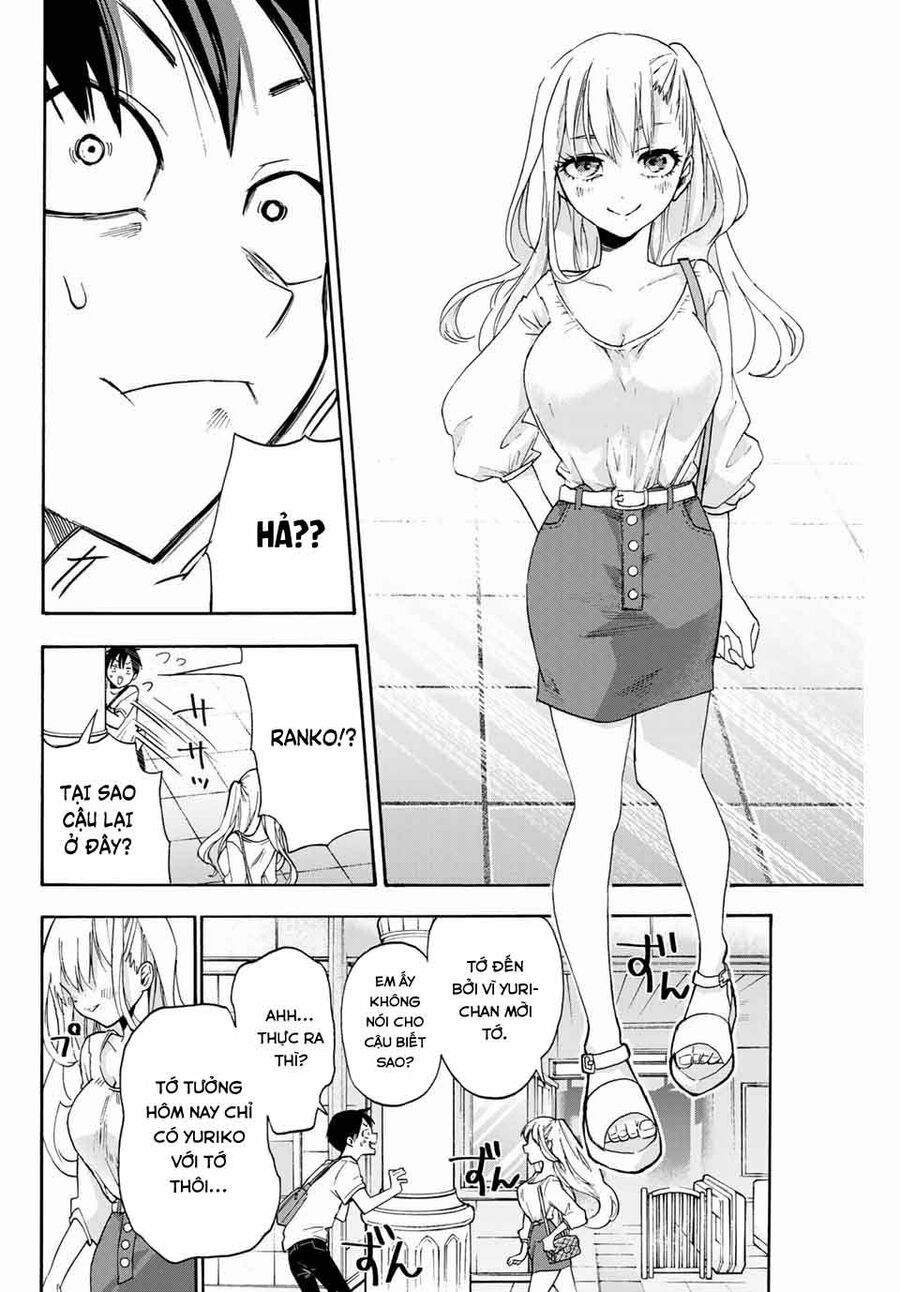 HẢ??
RANKO!?
TẠI SAO
CẬU LẠI
Ở ĐÂY?
TỚ ĐẾN
BỞI VÌ YURI-
CHAN MỜI
TỚ.
EM ẤY
KHÔNG
NÓI CHO
CẬU BIẾT
SAO?
AHH...
THỰC RA
THÌ?
TỚ TƯỞNG
HÔM NAY CHỈ
CÓ YURIKO
VỚI TỚ
THÔI...
ずん
ずん
ずん